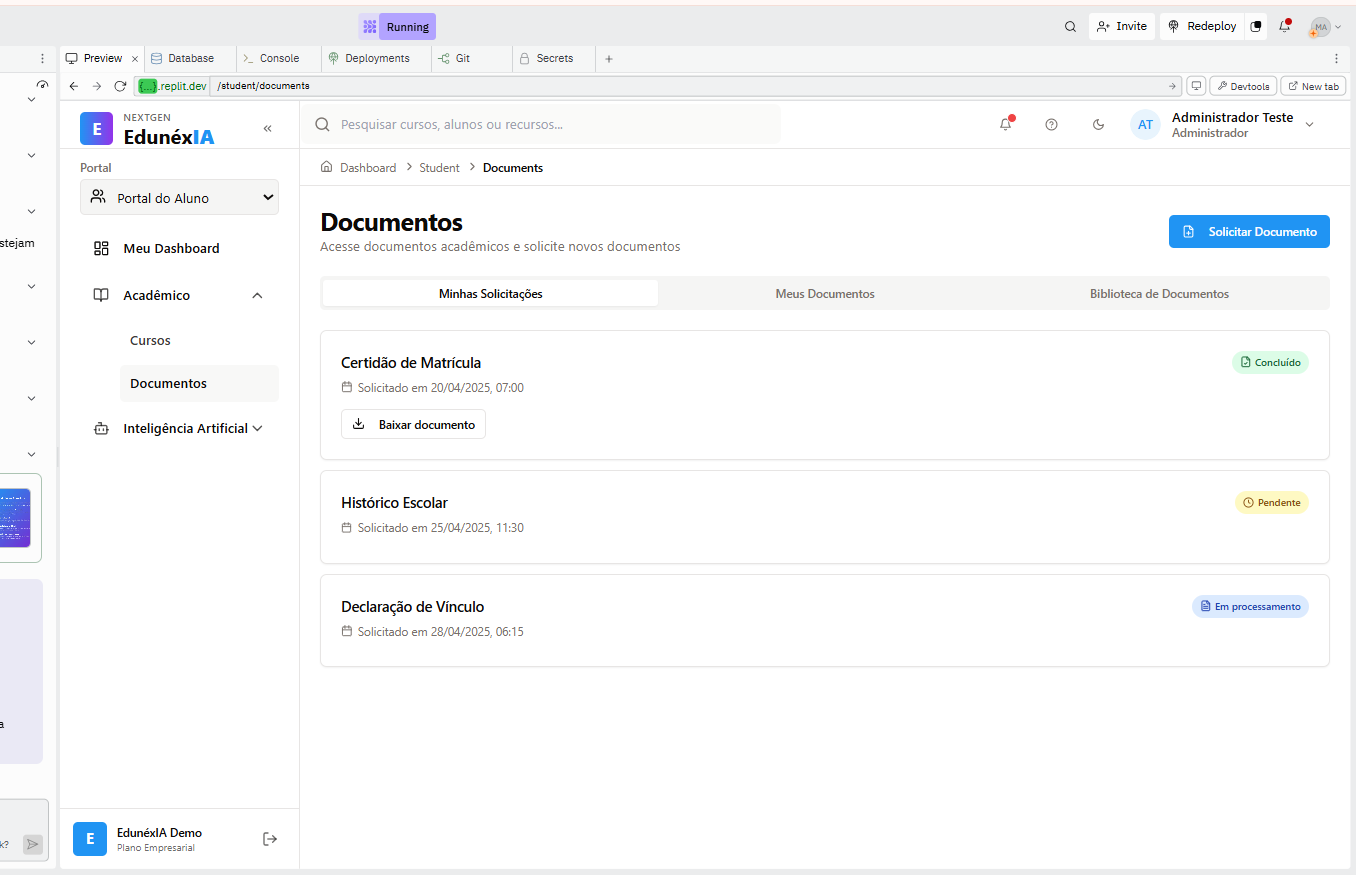 Running
Invite
Redeploy
MA
Preview
Database
Console
Deployments
Git
Secrets
{...}.replit.dev
/student/documents
Devtools
New tab
E
NEXTGEN
EdunéxIA
Pesquisar cursos, alunos ou recursos...
AT
Administrador Teste
Administrador
Portal
Portal do Aluno
Dashboard
Student
Documents
Meu Dashboard
Acadêmico
Cursos
Documentos
Inteligência Artificial
stejam
Documentos
Acesse documentos acadêmicos e solicite novos documentos
Solicitar Documento
Minhas Solicitações
Meus Documentos
Biblioteca de Documentos
Certidão de Matrícula
Concluído
Solicitado em 20/04/2025, 07:00
Baixar documento
Histórico Escolar
Pendente
Solicitado em 25/04/2025, 11:30
Declaração de Vínculo
Em processamento
Solicitado em 28/04/2025, 06:15
a
k?
E
EdunéxIA Demo
Plano Empresarial